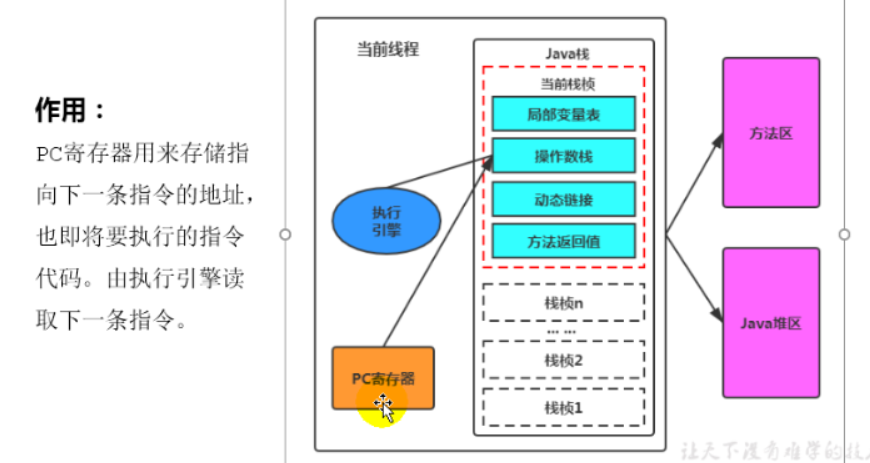 作用：
PC寄存器用来存储指
向下一条指令的地址，
也即将要执行的指令
代码。由执行引擎读
取下一条指令。
当前线程
Java栈
当前栈桢
局部变量表
操作数栈
动态链接
方法返回值
执行
引擎
PC寄存器
栈桢n
... ...
栈桢2
栈桢1
方法区
Java堆区
让天下没有难学的技